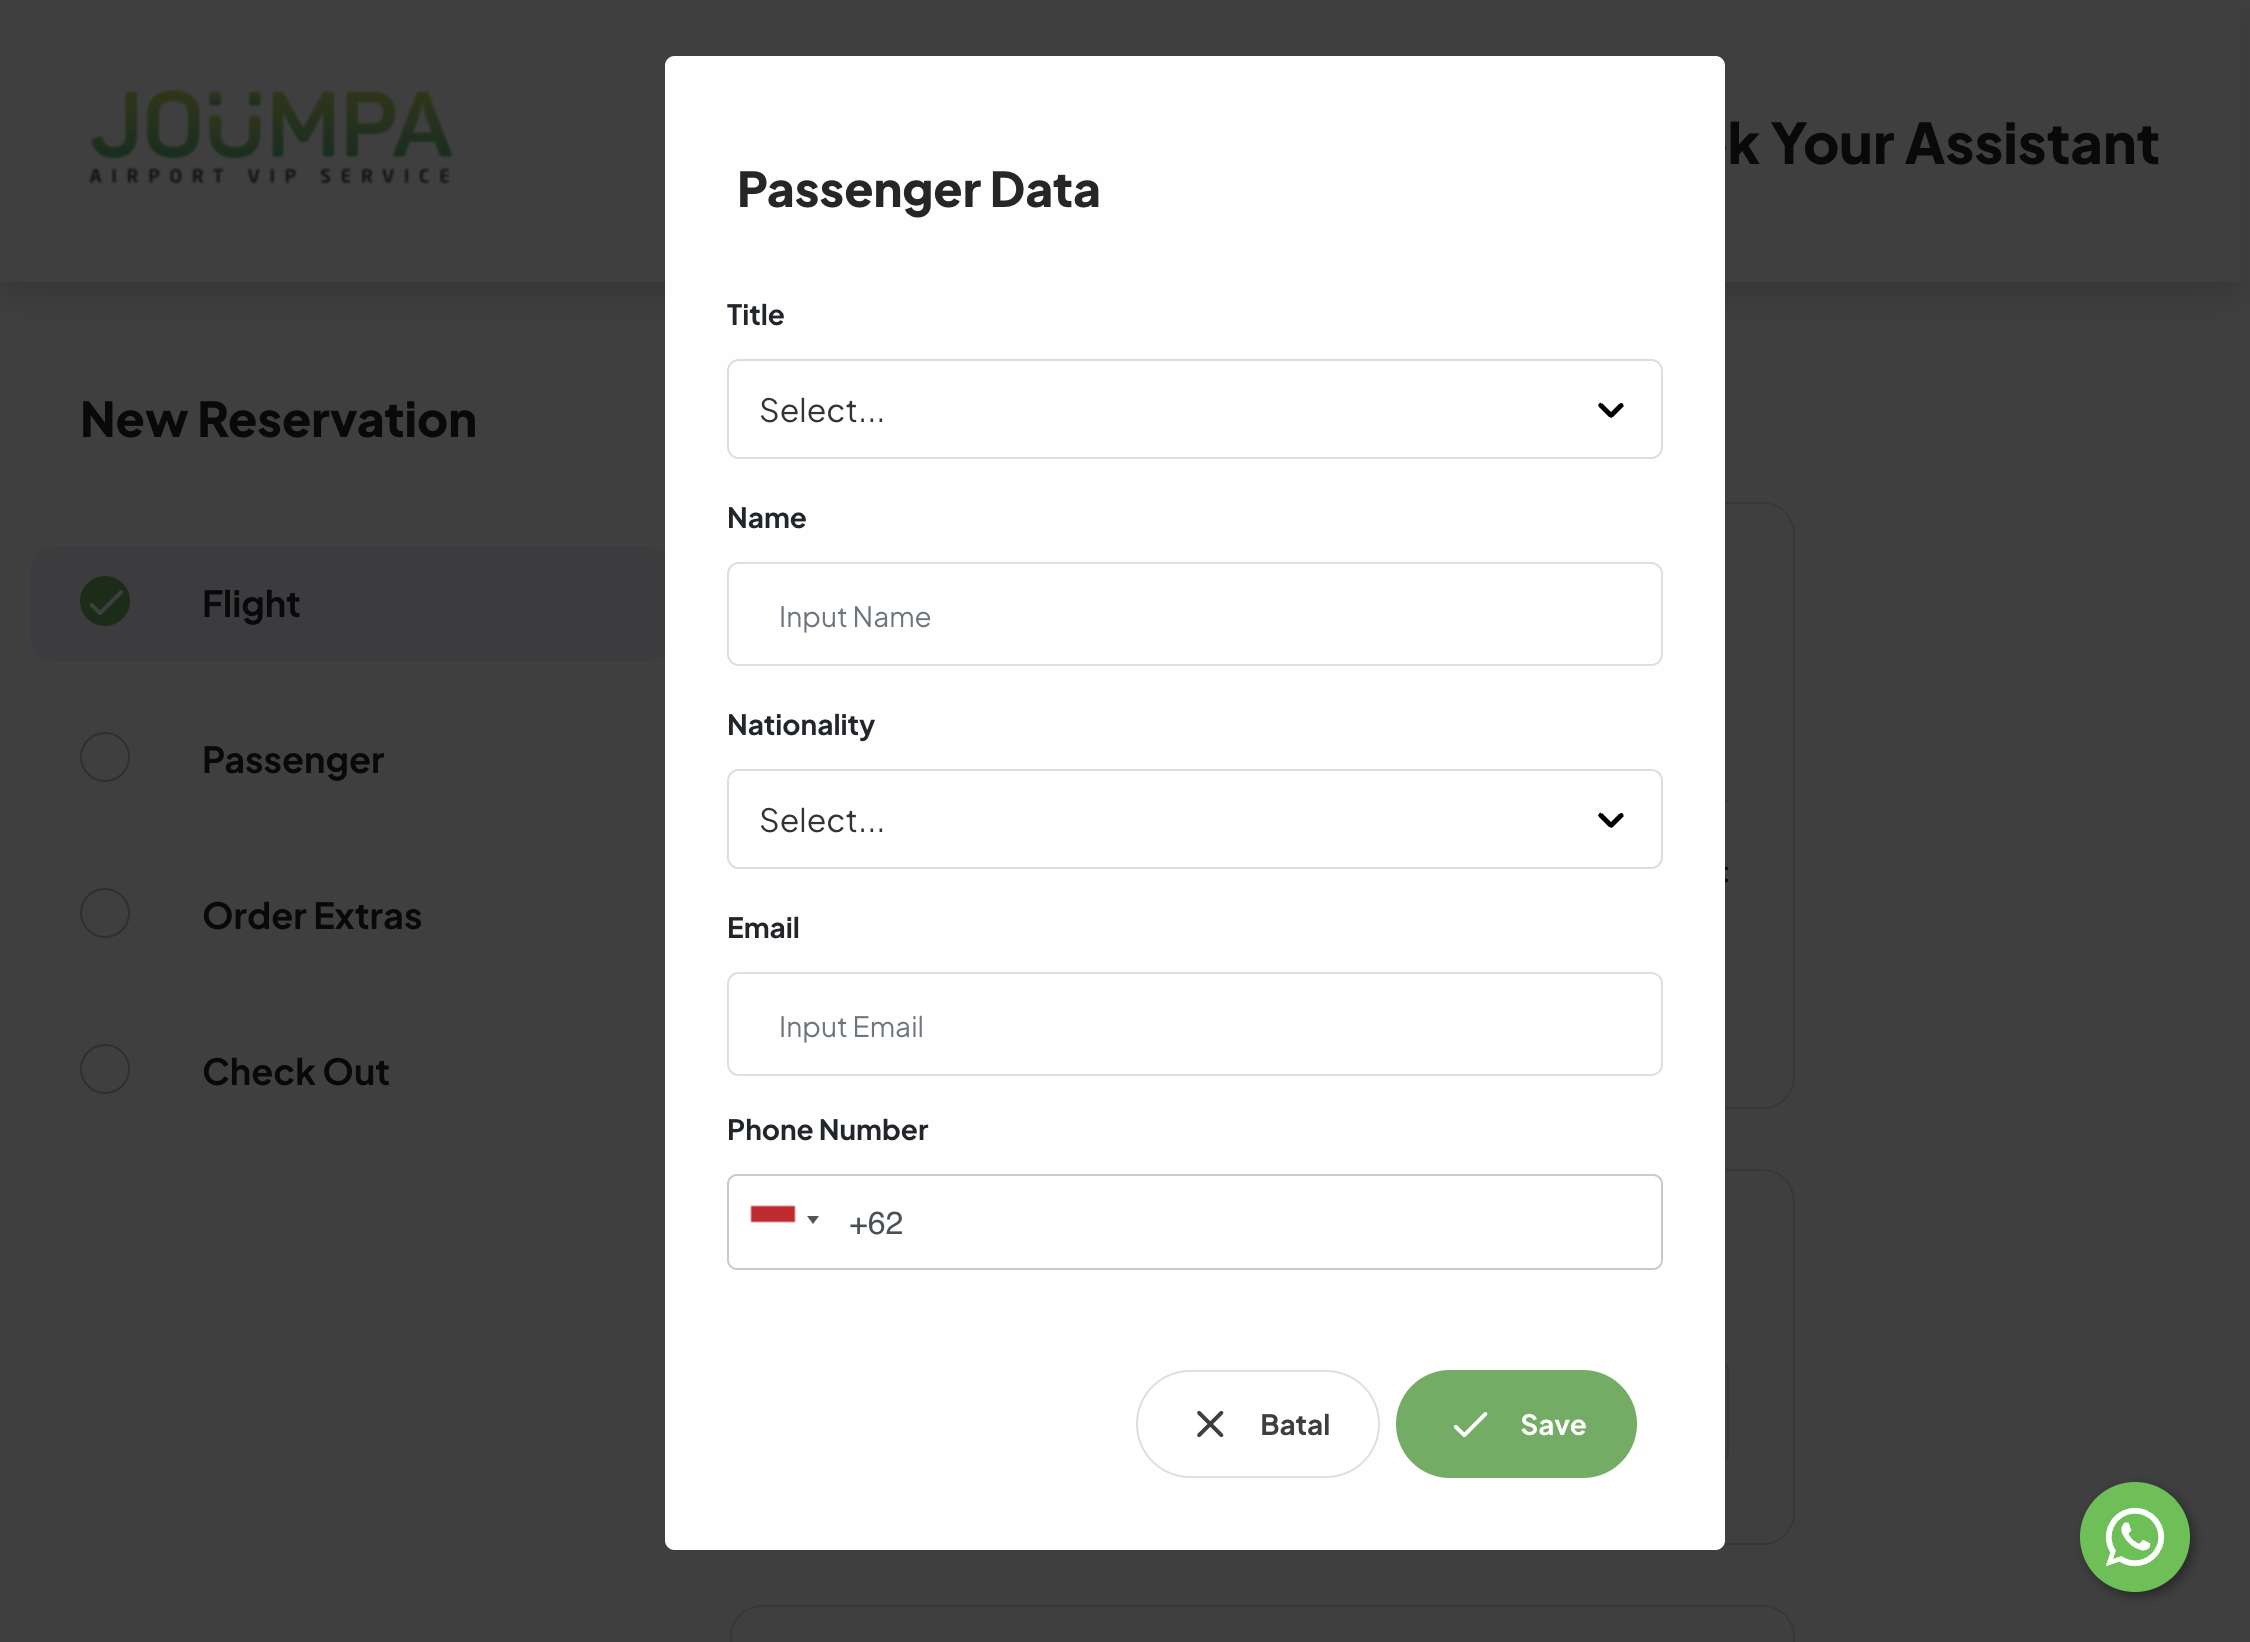 JOUMPA
AIRPORT VIP SERVICE
k Your Assistant
New Reservation
Flight
Passenger
Order Extras
Check Out
Passenger Data
Title
Select...
Name
Input Name
Nationality
Select...
Email
Input Email
Phone Number
+62
Batal
Save